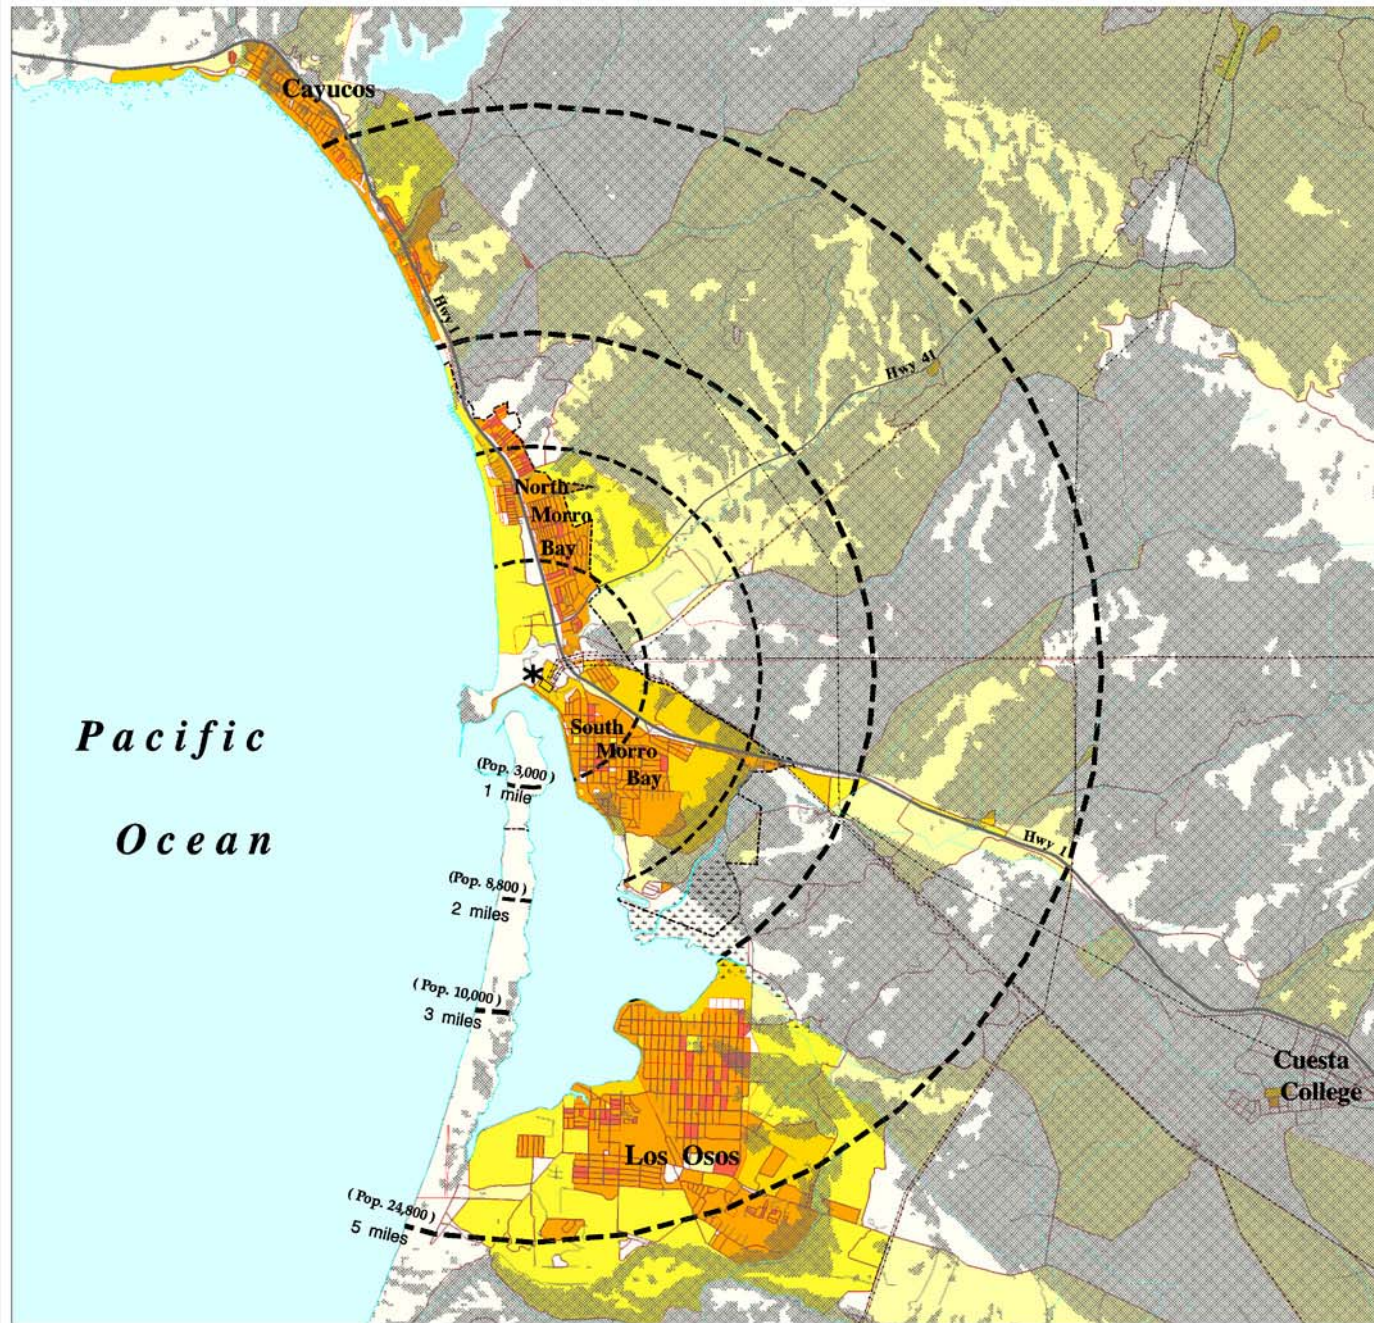 Cayucos
Hwy 1
Hwy 41
North
Morro
Bay
*
South
Morro
Bay
Pacific
Ocean
(Pop. 3,000 )
1 mile
Hwy 1
(Pop. 8,800 )
2 miles
( Pop. 10,000 )
3 miles
Cuesta
College
Los Osos
( Pop. 24,800 )
5 miles